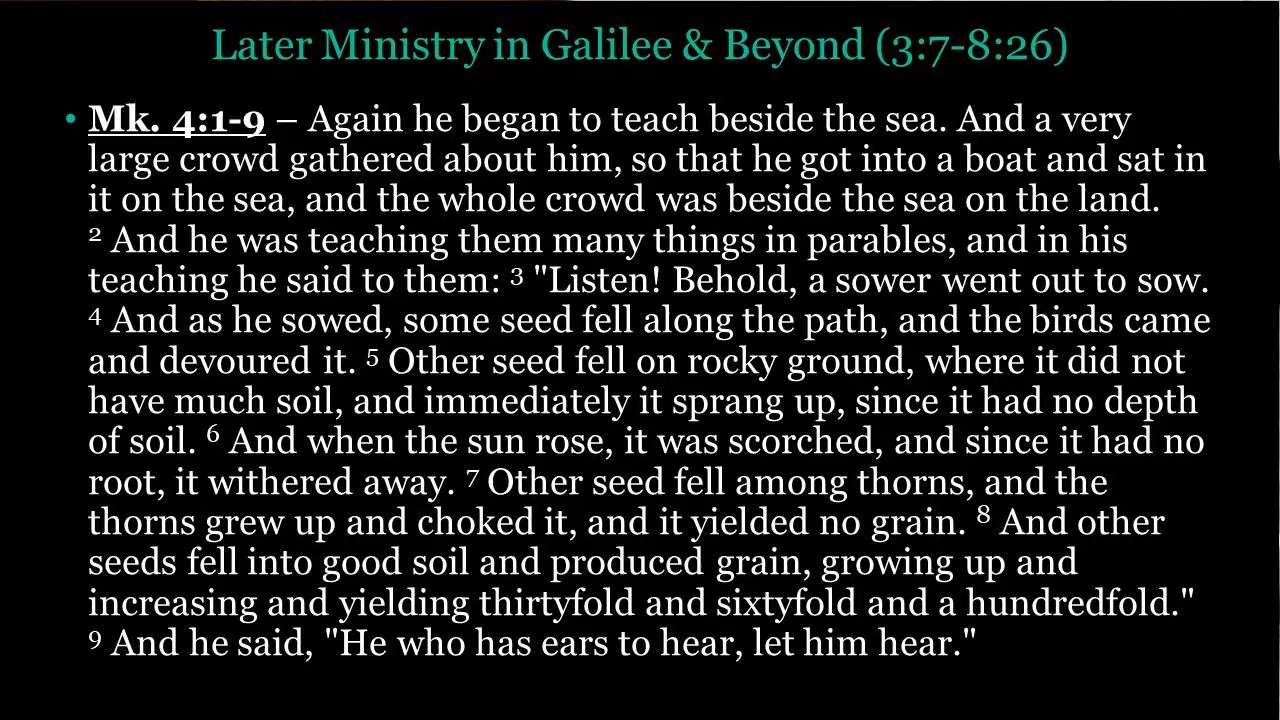 Later Ministry in Galilee & Beyond (3:7-8:26)
• Mk. 4:1-9 – Again he began to teach beside the sea. And a very
large crowd gathered about him, so that he got into a boat and sat in
it on the sea, and the whole crowd was beside the sea on the land.
2 And he was teaching them many things in parables, and in his
teaching he said to them: 3 "Listen! Behold, a sower went out to sow.
4 And as he sowed, some seed fell along the path, and the birds came
and devoured it. 5 Other seed fell on rocky ground, where it did not
have much soil, and immediately it sprang up, since it had no depth
of soil. 6 And when the sun rose, it was scorched, and since it had no
root, it withered away. 7 Other seed fell among thorns, and the
thorns grew up and choked it, and it yielded no grain. 8 And other
seeds fell into good soil and produced grain, growing up and
increasing and yielding thirtyfold and sixtyfold and a hundredfold."
9 And he said, "He who has ears to hear, let him hear."